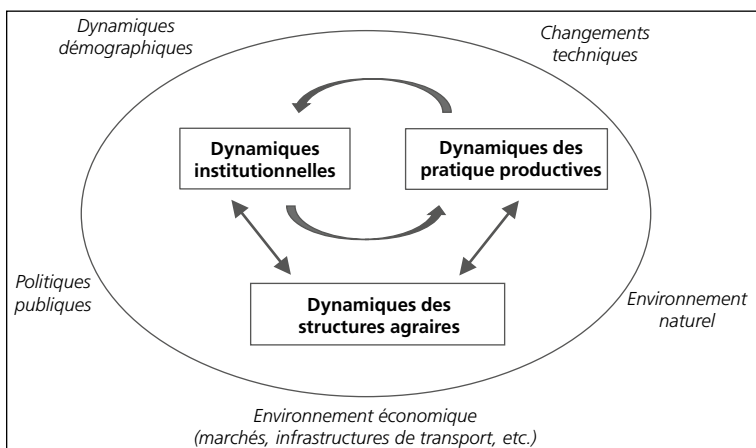 Dynamiques
démographiques
Changements
techniques
Dynamiques
institutionnelles
Dynamiques des
pratique productives
Politiques
publiques
Dynamiques des
structures agraires
Environnement
naturel
Environnement économique
(marchés, infrastructures de transport, etc.)